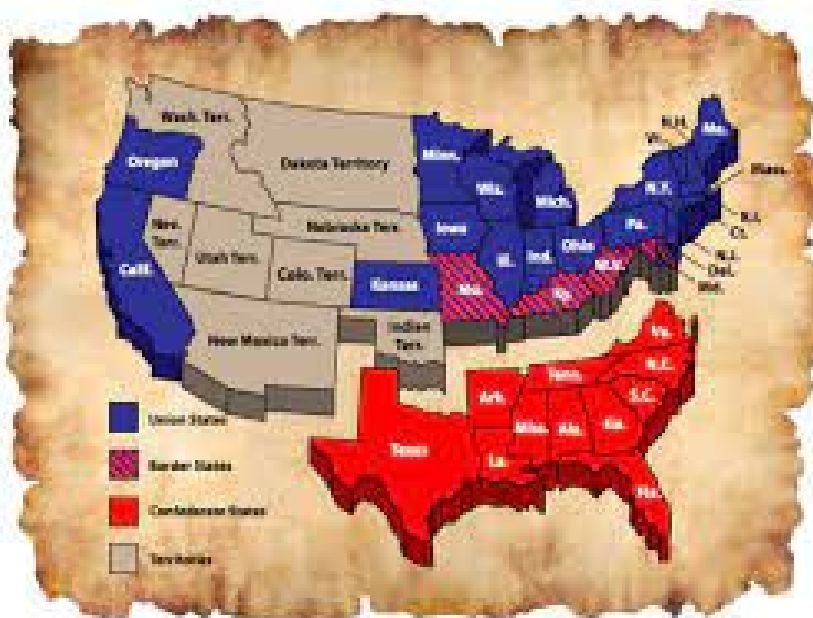 Wash. Terr.
Oregon
Dakota Territory
Minn.
Wis.
Mich.
N.H.
Vt.
Me.
Mass.
N.Y.
R.I.
Ct.
Nebraska Terr.
Iowa
Ill.
Ind.
Ohio
Pa.
N.J.
Del.
Md.
Nev.
Terr.
Utah Terr.
Colo. Terr.
Calif.
Kansas
Mo.
Ky.
W.V.
New Mexico Terr.
Indian
Terr.
Va.
N.C.
Tenn.
S.C.
Ark.
Miss.
Ala.
Ga.
Texas
La.
Fla.
Union States
Border States
Confederate States
Territories